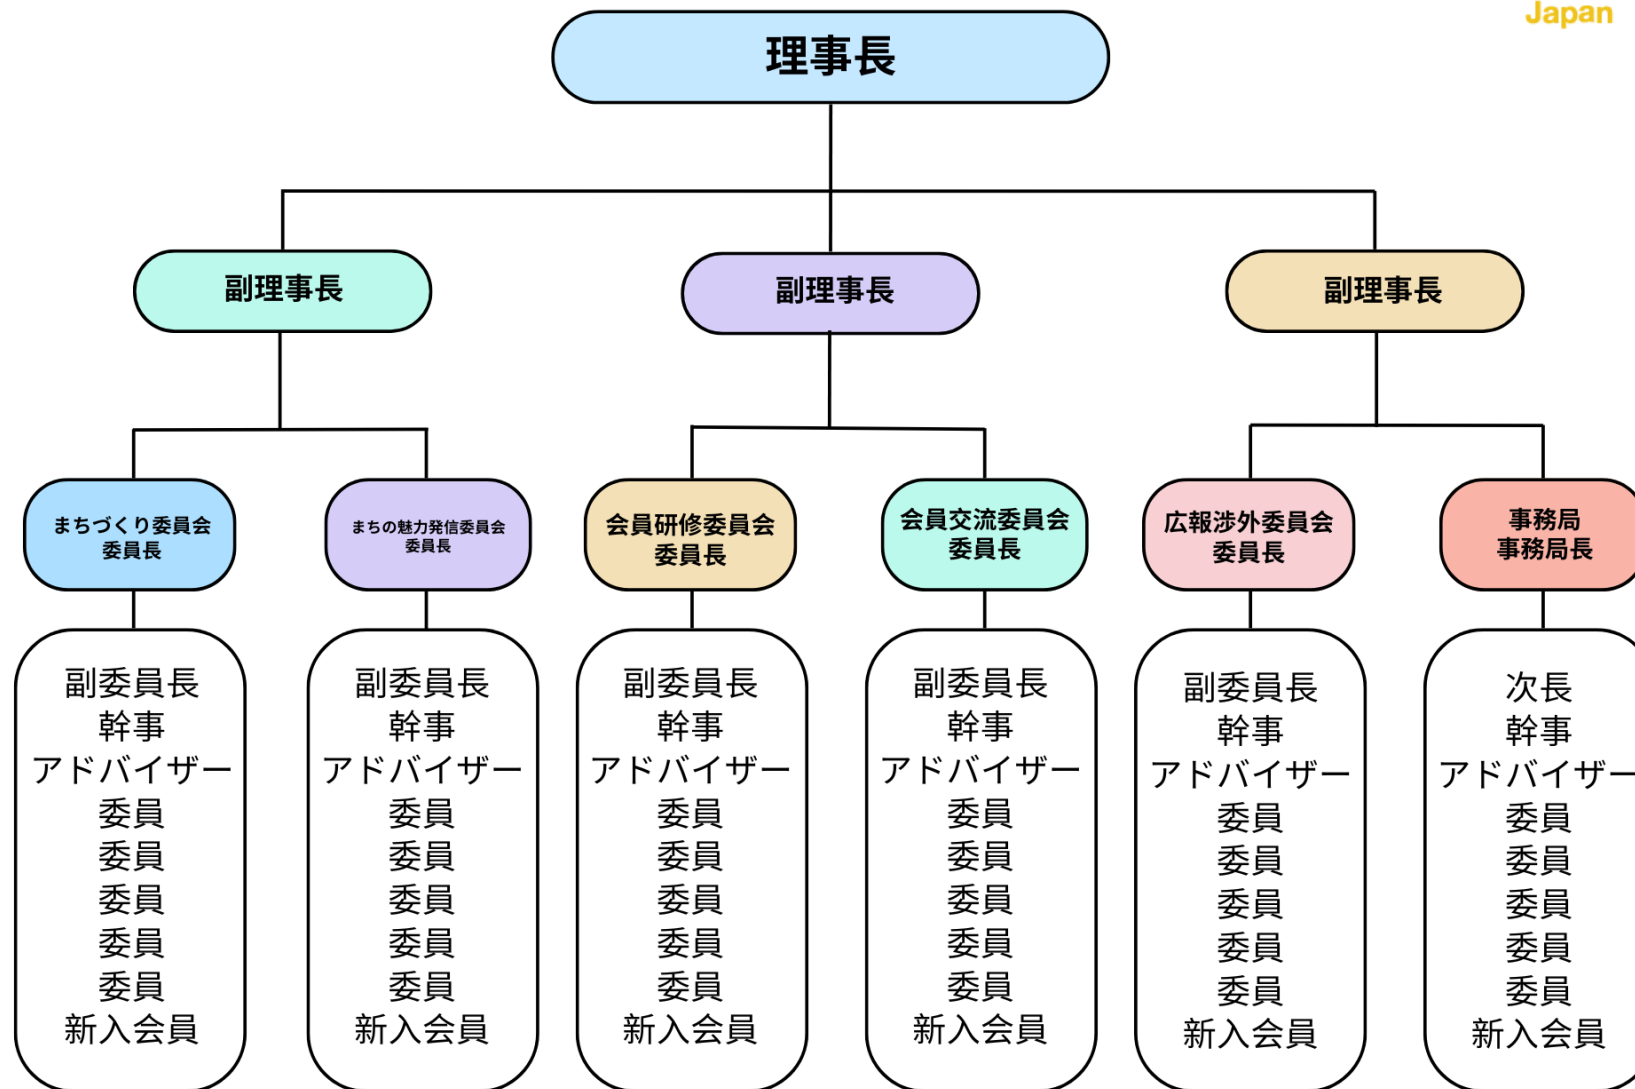 Japan
理事長
副理事長
副理事長
副理事長
まちづくり委員会
委員長
まちの魅力発信委員会
委員長
会員研修委員会
委員長
会員交流委員会
委員長
広報渉外委員会
委員長
事務局
事務局長
副委員長
幹事
アドバイザー
委員
委員
委員
委員
委員
新入会員
副委員長
幹事
アドバイザー
委員
委員
委員
委員
委員
新入会員
副委員長
幹事
アドバイザー
委員
委員
委員
委員
委員
新入会員
副委員長
幹事
アドバイザー
委員
委員
委員
委員
委員
新入会員
副委員長
幹事
アドバイザー
委員
委員
委員
委員
委員
新入会員
次長
幹事
アドバイザー
委員
委員
委員
委員
委員
新入会員